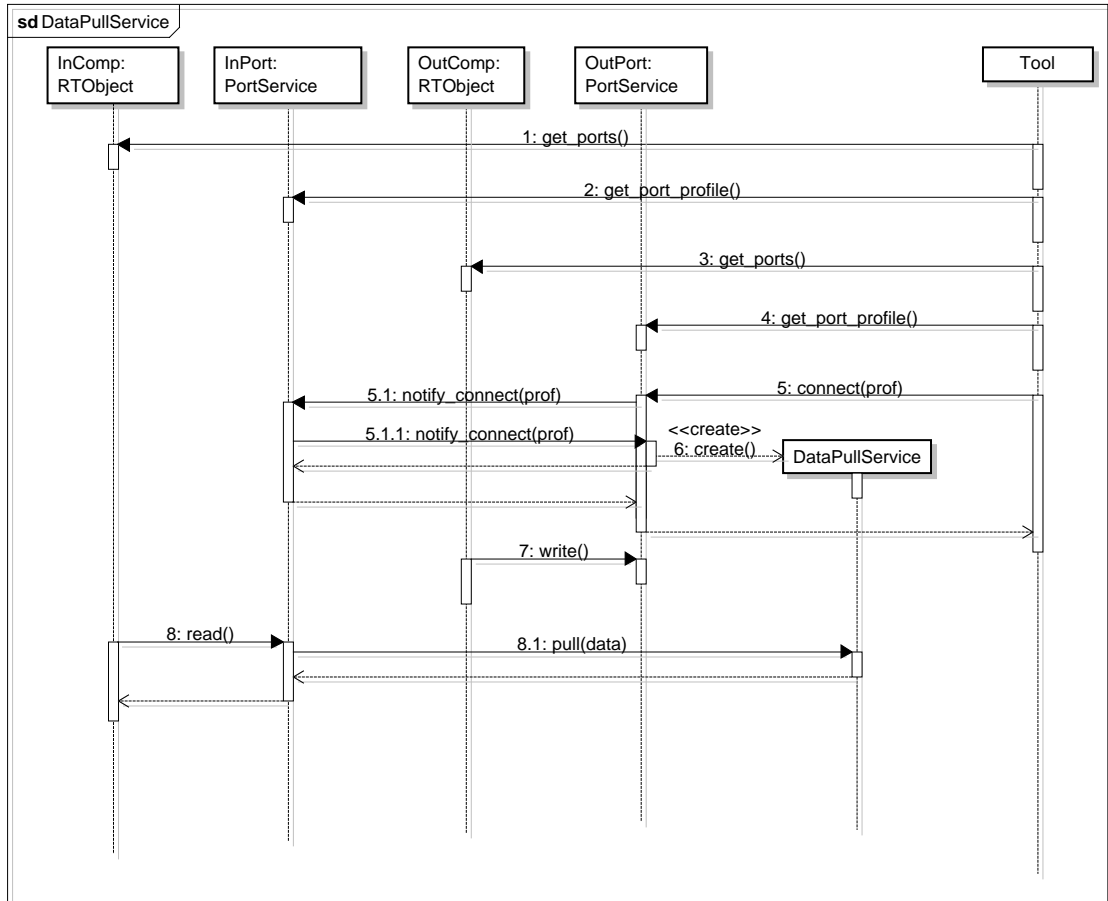 sd DataPullService
InComp:
RTObject
InPort:
PortService
OutComp:
RTObject
OutPort:
PortService
Tool
1: get_ports()
2: get_port_profile()
3: get_ports()
4: get_port_profile()
5: connect(prof)
5.1: notify_connect(prof)
5.1.1: notify_connect(prof)
<<create>>
6: create()
DataPullService
7: write()
8: read()
8.1: pull(data)